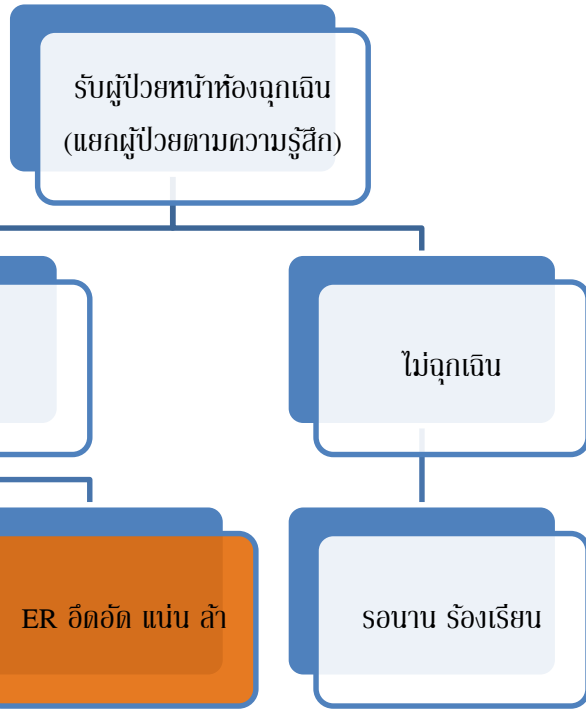 รับผู้ป่วยหน้าห้องฉุกเฉิน
(แยกผู้ป่วยตามความรู้สึก)
ไม่ฉุกเฉิน
ER อึดอัด แน่น ล้า
รอนาน ร้องเรียน